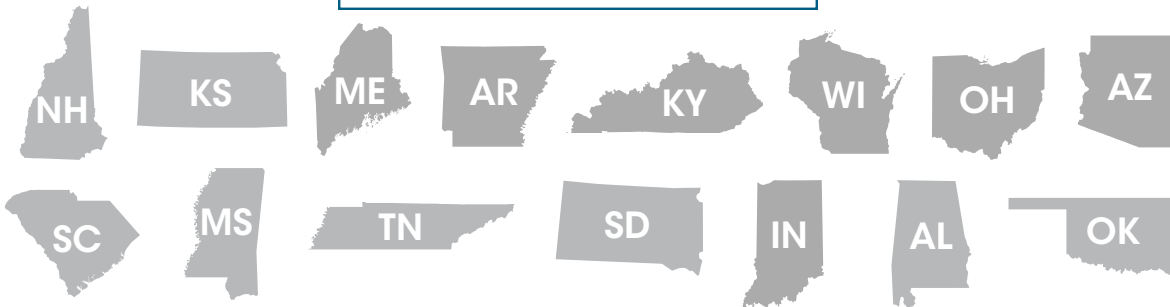 NH KS ME AR KY WI OH AZ
SC MS TN SD IN AL OK